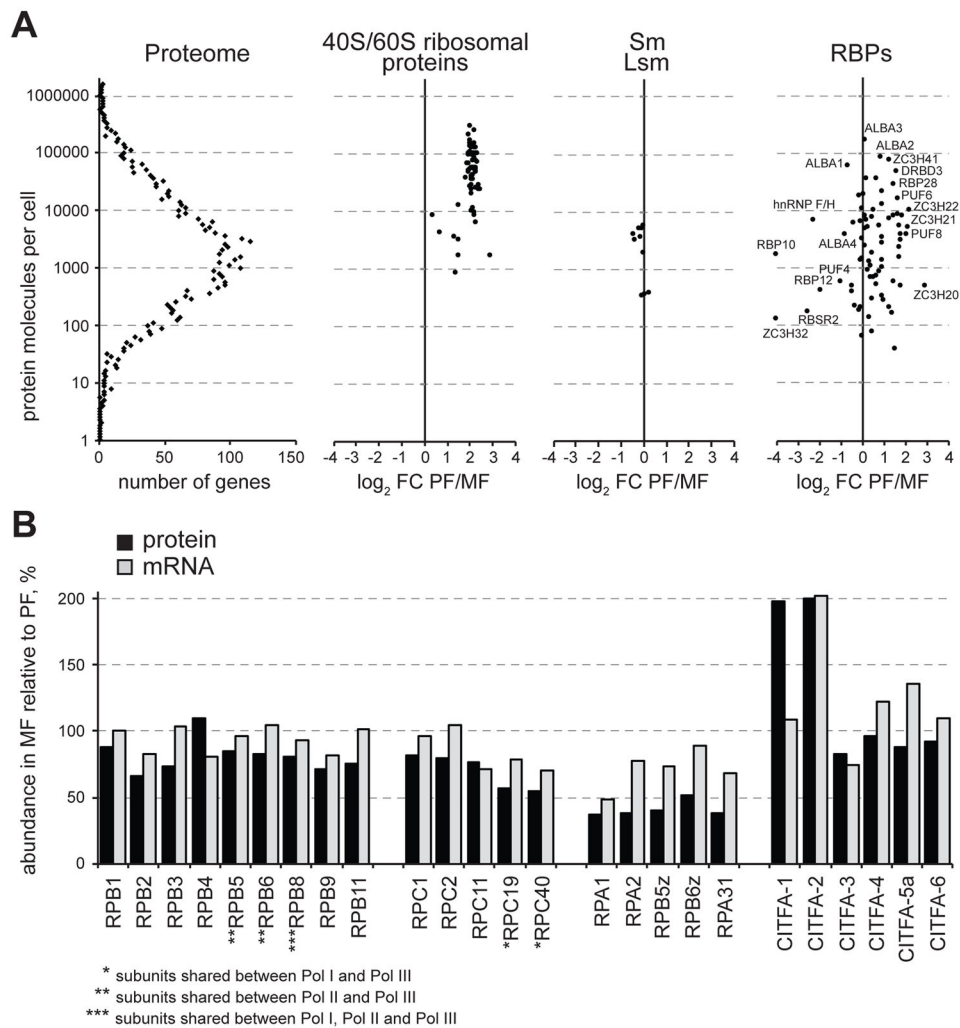 A
Proteome
40S/60S ribosomal
proteins
Sm
Lsm
RBPs
protein molecules per cell
1000000
100000
10000
1000
100
10
1
0 50 100 150
number of genes
-4 -3 -2 -1 0 1 2 3 4
log2 FC PF/MF
-4 -3 -2 -1 0 1 2 3 4
log2 FC PF/MF
-4 -3 -2 -1 0 1 2 3 4
log2 FC PF/MF
ALBA3
ALBA2
ALBA1
ZC3H41
DRBD3
RBP28
PUF6
hnRNP F/H
ZC3H22
ZC3H21
PUF8
RBP10
ALBA4
PUF4
RBP12
ZC3H20
RBSR2
ZC3H32
B
protein
mRNA
abundance in MF relative to PF, %
200
150
100
50
0
RPB1
RPB2
RPB3
RPB4
**RPB5
**RPB6
***RPB8
RPB9
RPB11
RPC1
RPC2
RPC11
*RPC19
*RPC40
RPA1
RPA2
RPB5z
RPB6z
RPA31
CITFA-1
CITFA-2
CITFA-3
CITFA-4
CITFA-5a
CITFA-6
* subunits shared between Pol I and Pol III
** subunits shared between Pol II and Pol III
*** subunits shared between Pol I, Pol II and Pol III